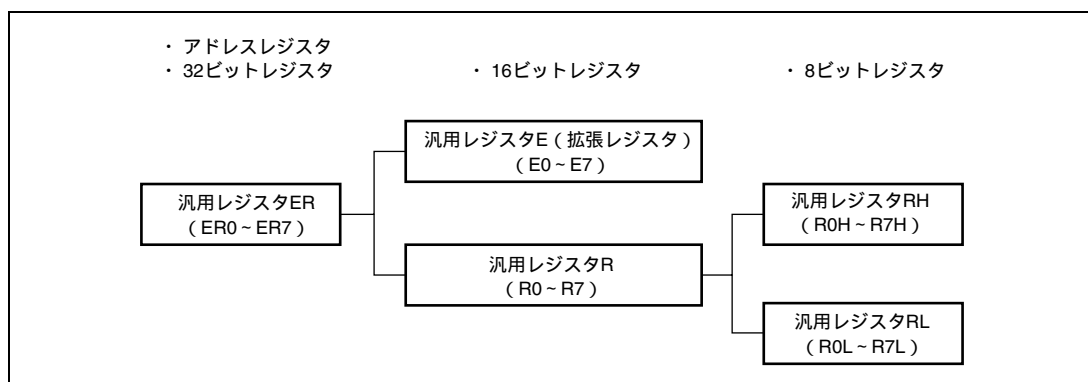 ・ アドレスレジスタ
・ 32ビットレジスタ
・ 16ビットレジスタ
・ 8ビットレジスタ
汎用レジスタER
( ER0 ~ ER7 )
汎用レジスタE ( 拡張レジスタ )
( E0 ~ E7 )
汎用レジスタR
( R0 ~ R7 )
汎用レジスタRH
( R0H ~ R7H )
汎用レジスタRL
( R0L ~ R7L )